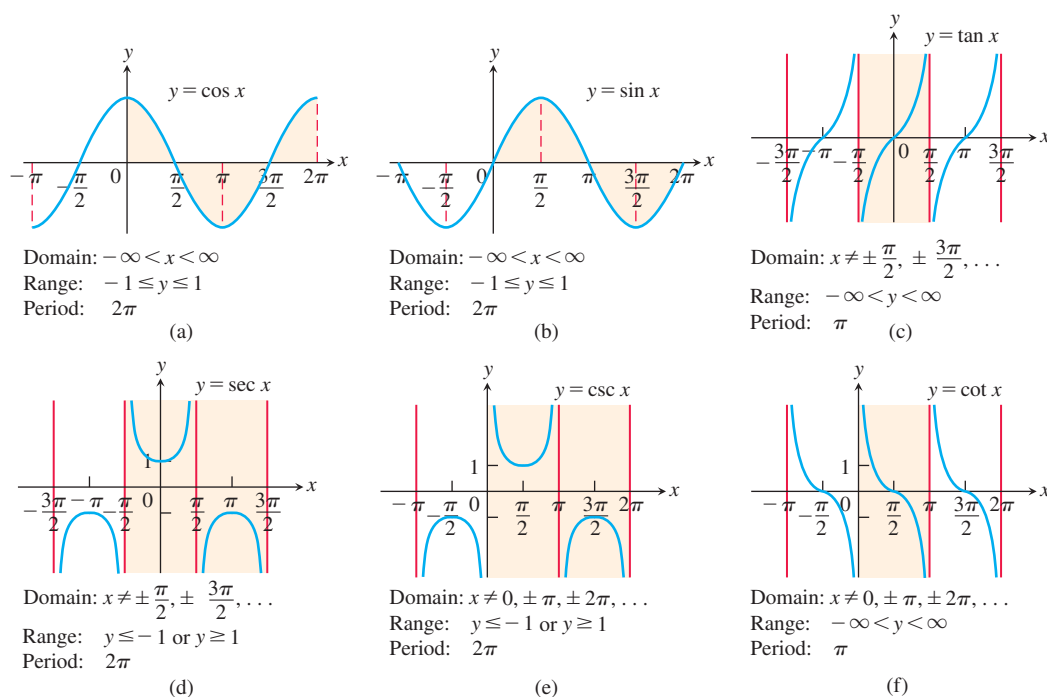 y
y = cos x
x
−π
−π/2
0
π/2
π
3π/2
2π
Domain: −∞ < x < ∞
Range: −1 ≤ y ≤ 1
Period: 2π
(a)
y
y = sin x
x
−π
−π/2
0
π/2
π
3π/2
2π
Domain: −∞ < x < ∞
Range: −1 ≤ y ≤ 1
Period: 2π
(b)
y
y = tan x
x
−3π/2
−π
−π/2
0
π/2
π
3π/2
Domain: x ≠ ±π/2, ±3π/2, . . .
Range: −∞ < y < ∞
Period: π
(c)
y
y = sec x
1
x
−3π/2
−π
−π/2
0
π/2
π
3π/2
Domain: x ≠ ±π/2, ±3π/2, . . .
Range: y ≤ −1 or y ≥ 1
Period: 2π
(d)
y
y = csc x
1
x
−π
−π/2
0
π/2
π
3π/2
2π
Domain: x ≠ 0, ±π, ±2π, . . .
Range: y ≤ −1 or y ≥ 1
Period: 2π
(e)
y
y = cot x
1
x
−π
−π/2
0
π/2
π
3π/2
2π
Domain: x ≠ 0, ±π, ±2π, . . .
Range: −∞ < y < ∞
Period: π
(f)